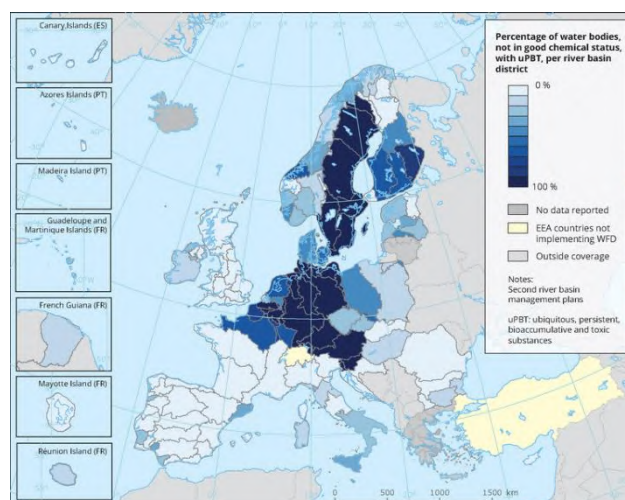 Canary Islands (ES)
Azores Islands (PT)
Madeira Island (PT)
Guadeloupe and
Martinique Islands (FR)
French Guiana (FR)
Mayotte Island (FR)
Réunion Island (FR)
Percentage of water bodies,
not in good chemical status,
with uPBT, per river basin
district
0 %
100 %
No data reported
EEA countries not
implementing WFD
Outside coverage
Notes:
Second river basin
management plans
uPBT: ubiquitous, persistent,
bioaccumulative and toxic
substances
0 500 1000 1500 km